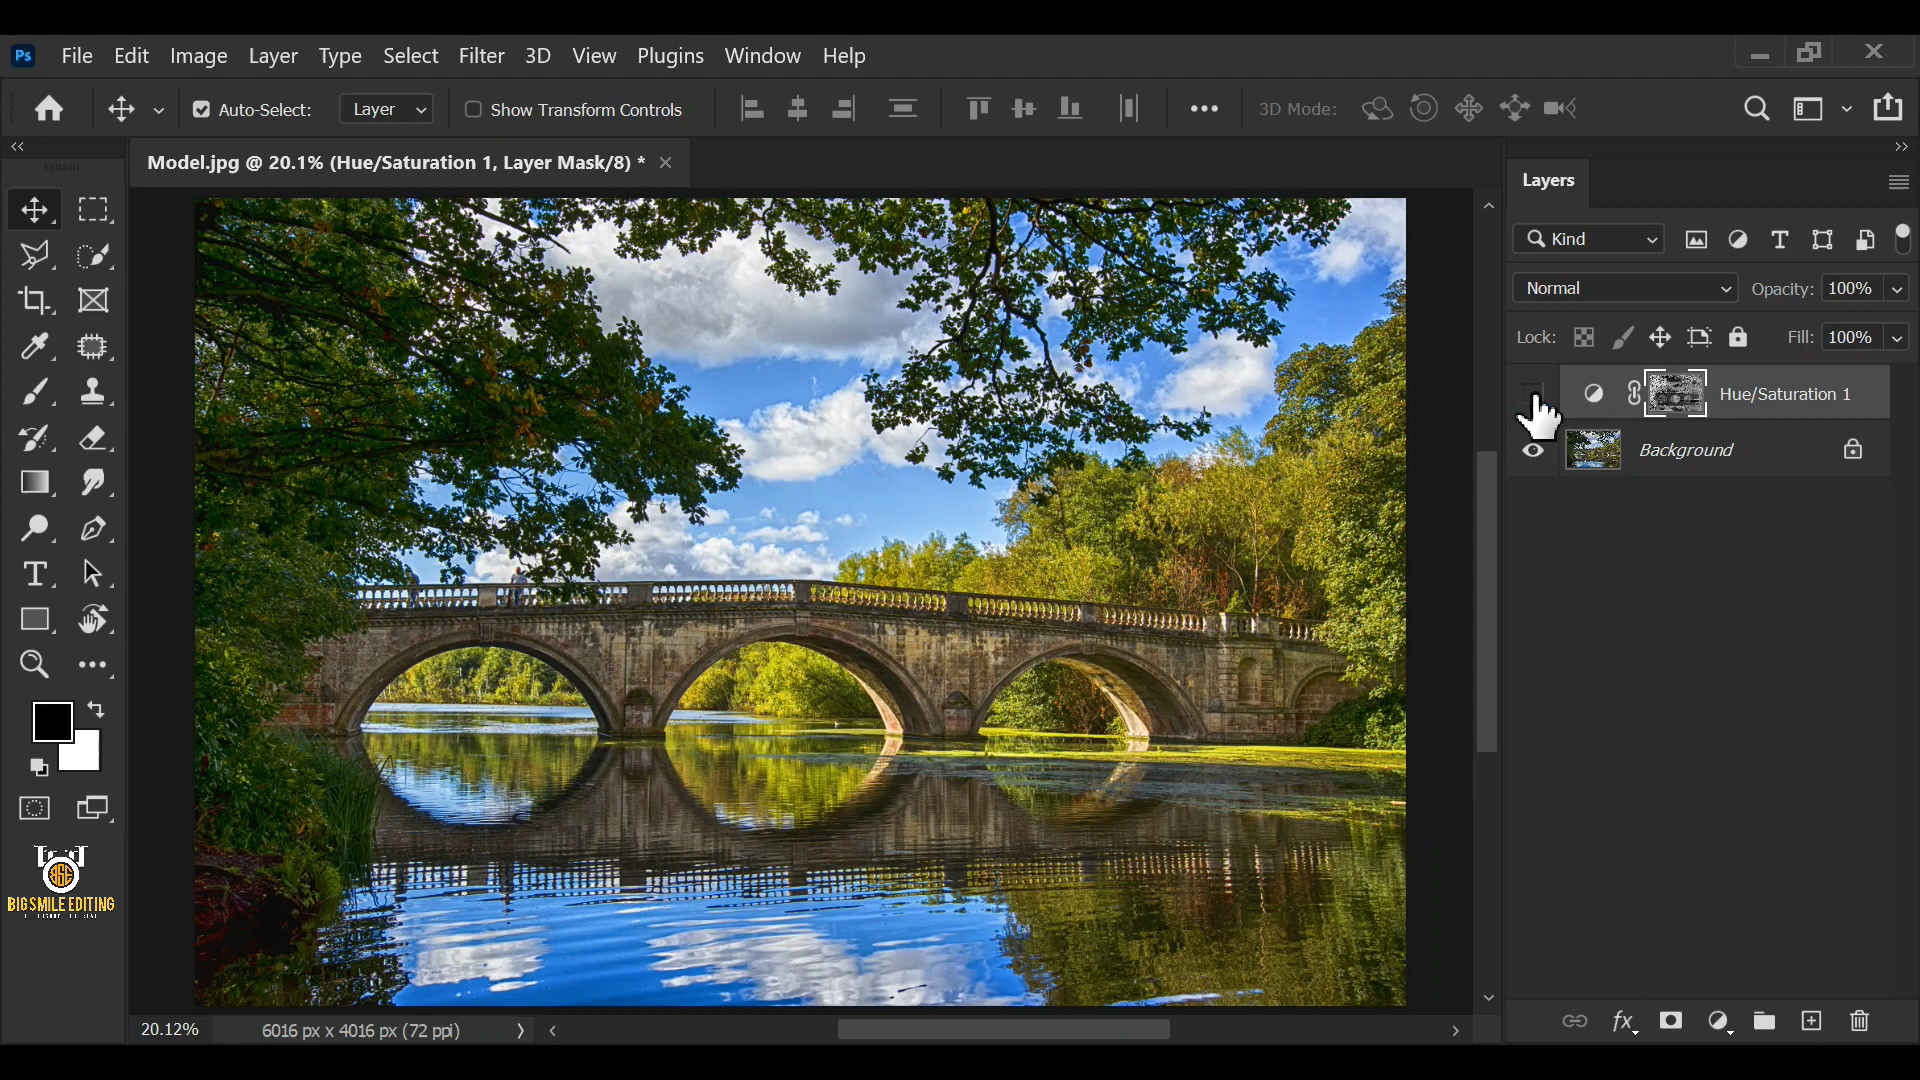 Ps File Edit Image Layer Type Select Filter 3D View Plugins Window Help
Auto-Select: Layer Show Transform Controls 3D Mode:
Model.jpg @ 20.1% (Hue/Saturation 1, Layer Mask/8) *
Layers
Kind
Normal Opacity: 100%
Lock: Fill: 100%
Hue/Saturation 1
Background
BIG SMILE EDITING
20.12% 6016 px x 4016 px (72 ppi)
fx